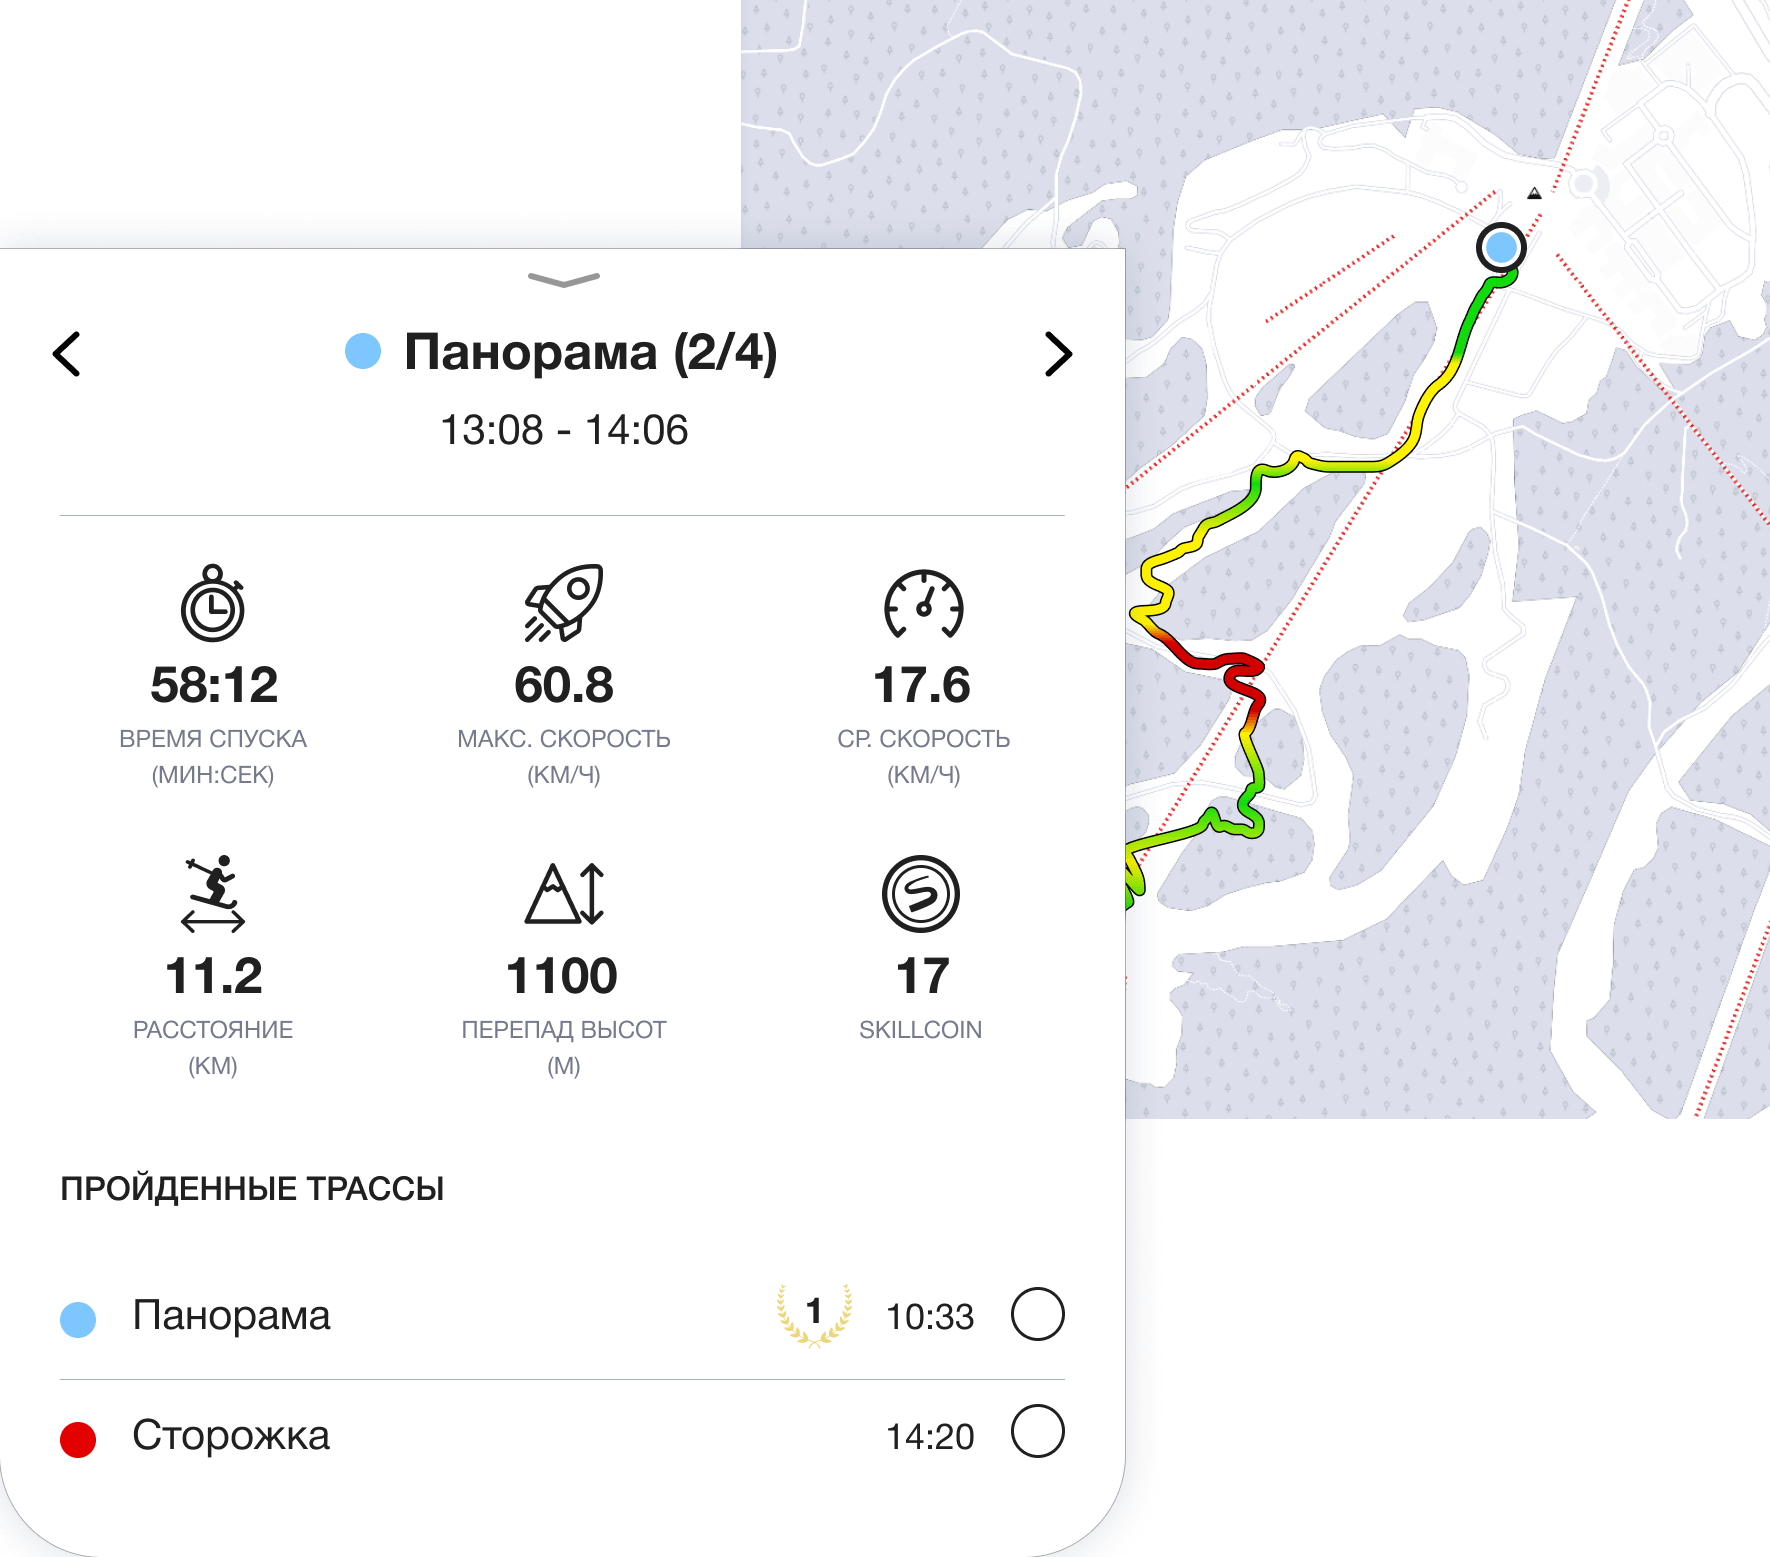 Панорама (2/4)
13:08 - 14:06
58:12
ВРЕМЯ СПУСКА
(МИН:СЕК)
60.8
МАКС. СКОРОСТЬ
(КМ/Ч)
17.6
СР. СКОРОСТЬ
(КМ/Ч)
11.2
РАССТОЯНИЕ
(КМ)
1100
ПЕРЕПАД ВЫСОТ
(М)
17
SKILLCOIN
ПРОЙДЕННЫЕ ТРАССЫ
Панорама 1 10:33
Сторожка 14:20